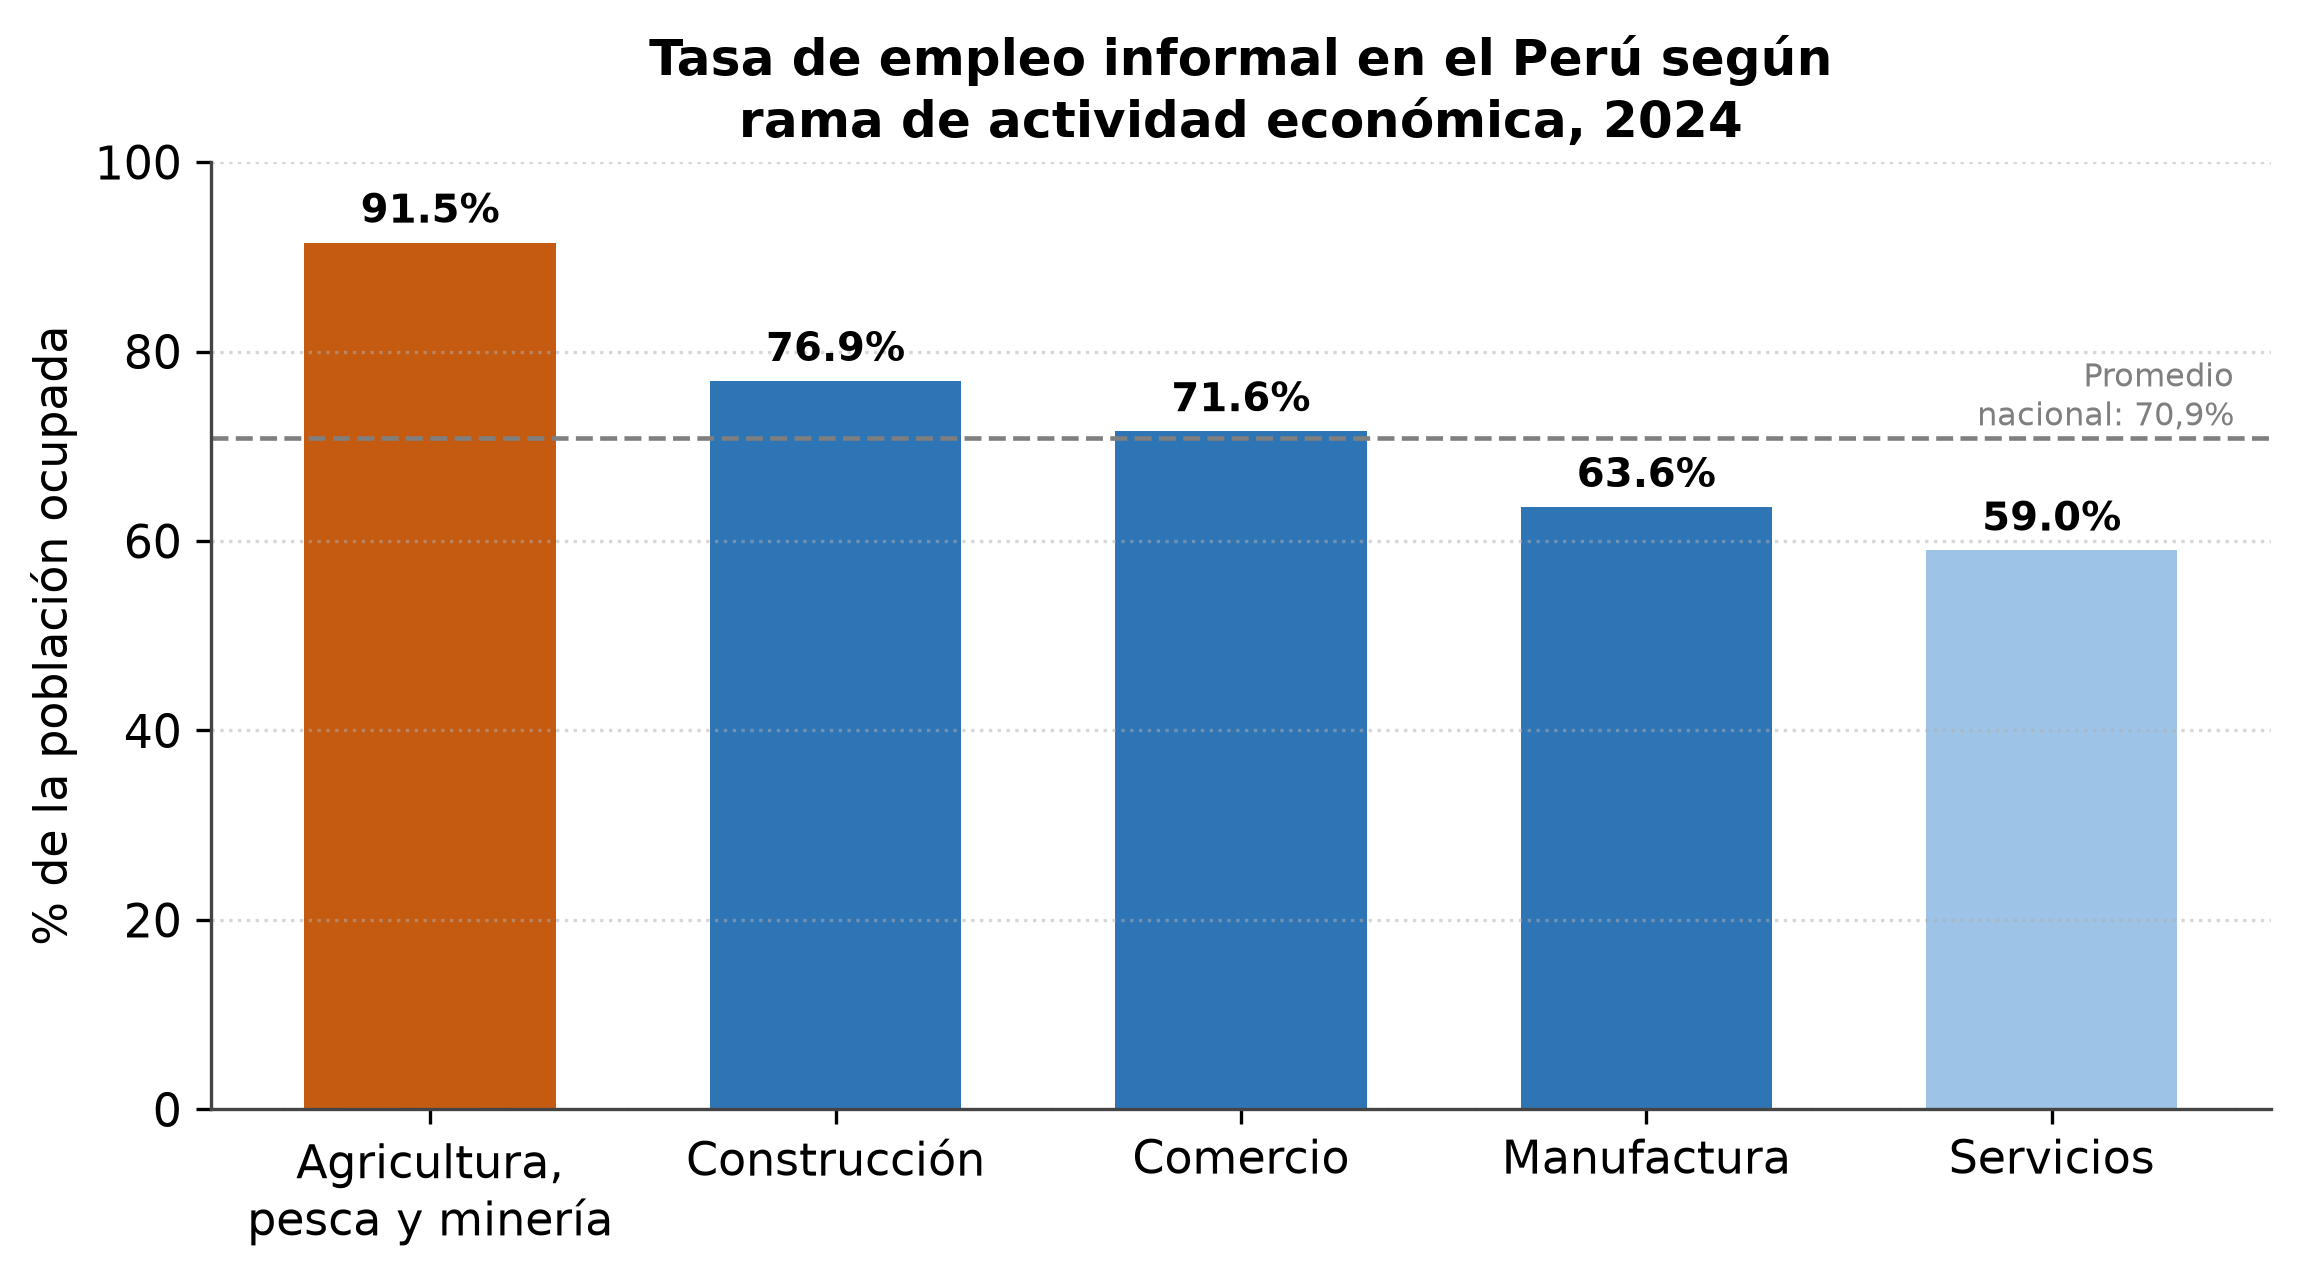 Tasa de empleo informal en el Perú según
rama de actividad económica, 2024
% de la población ocupada
100
80
60
40
20
0
91.5%
76.9%
71.6%
63.6%
59.0%
Promedio
nacional: 70,9%
Agricultura,
pesca y minería
Construcción
Comercio
Manufactura
Servicios